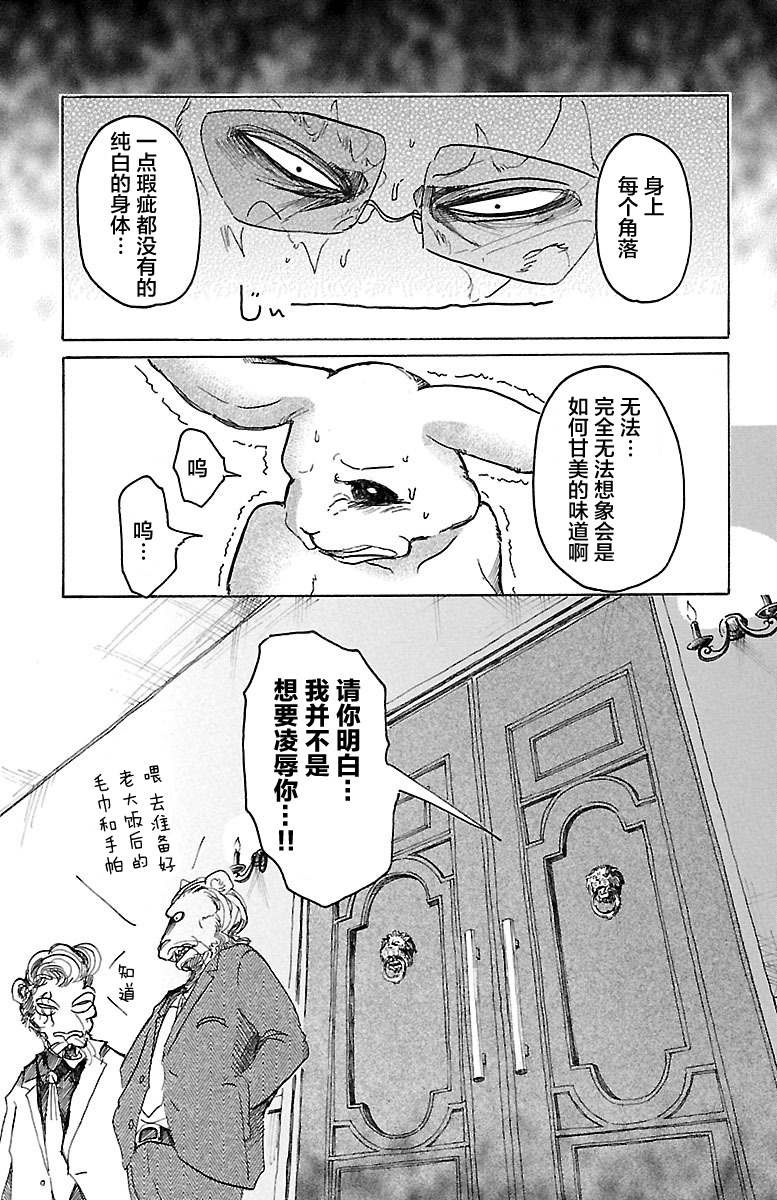 身上
每个角落
一点瑕疵都没有的
纯白的身体…
じぃ
无法…
完全无法想象会是
如何甘美的味道啊
呜
呜…
请你明白…
我并不是
想要凌辱你…!!
喂 去准备好
老大饭后的
毛巾和手帕
知道